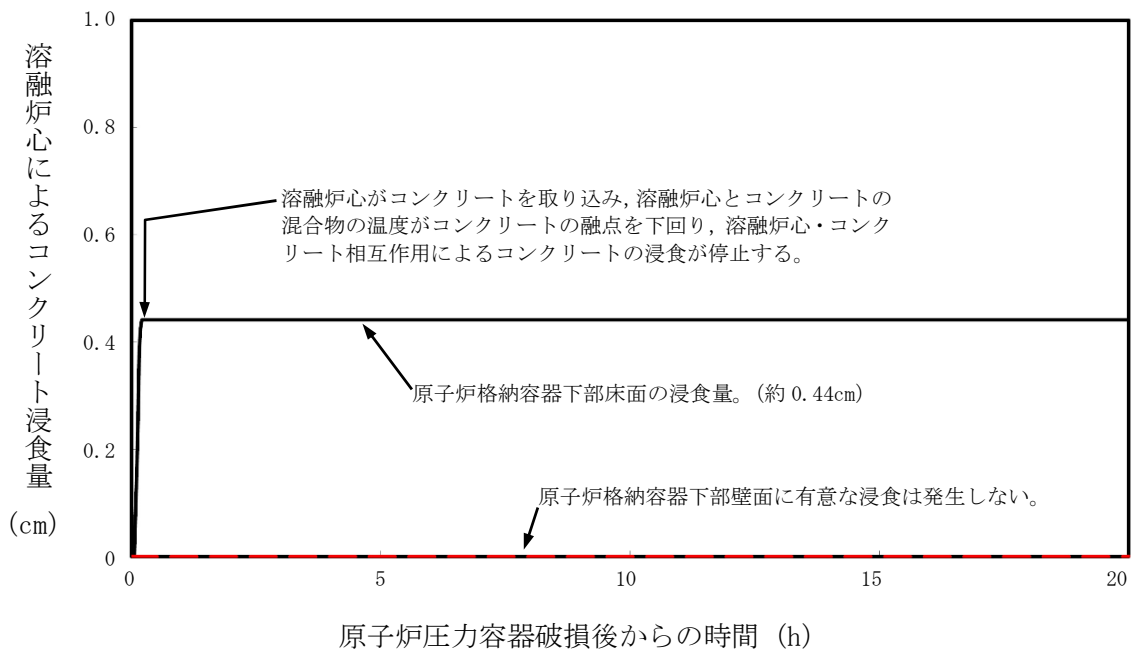 溶融炉心によるコンクリート浸食量
(cm)
1.0
0.8
0.6
0.4
0.2
0
溶融炉心がコンクリートを取り込み，溶融炉心とコンクリートの
混合物の温度がコンクリートの融点を下回り，溶融炉心・コンク
リート相互作用によるコンクリートの浸食が停止する。
原子炉格納容器下部床面の浸食量。(約 0.44cm)
原子炉格納容器下部壁面に有意な浸食は発生しない。
0
5
10
15
20
原子炉圧力容器破損後からの時間 (h)